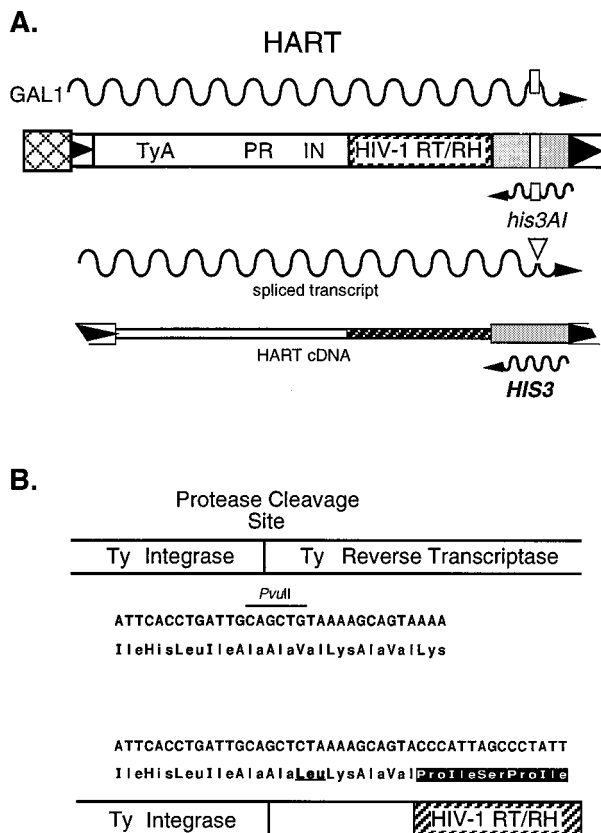 A.
HART
GAL1
TyA PR IN HIV-1 RT/RH
his3AI
spliced transcript
HART cDNA
HIS3
B.
Protease Cleavage
Site
Ty Integrase Ty Reverse Transcriptase
PvuII
ATTCACCTGATTGCAGCTGTAAAAGCAGTAAAA
IleHisLeuIleAlaAlaValLysAlaValLys
ATTCACCTGATTGCAGCTCTAAAAGCAGTACCCATTAGCCCTATT
IleHisLeuIleAlaAlaLeuLysAlaValProIleSerProIle
Ty Integrase HIV-1 RT/RH